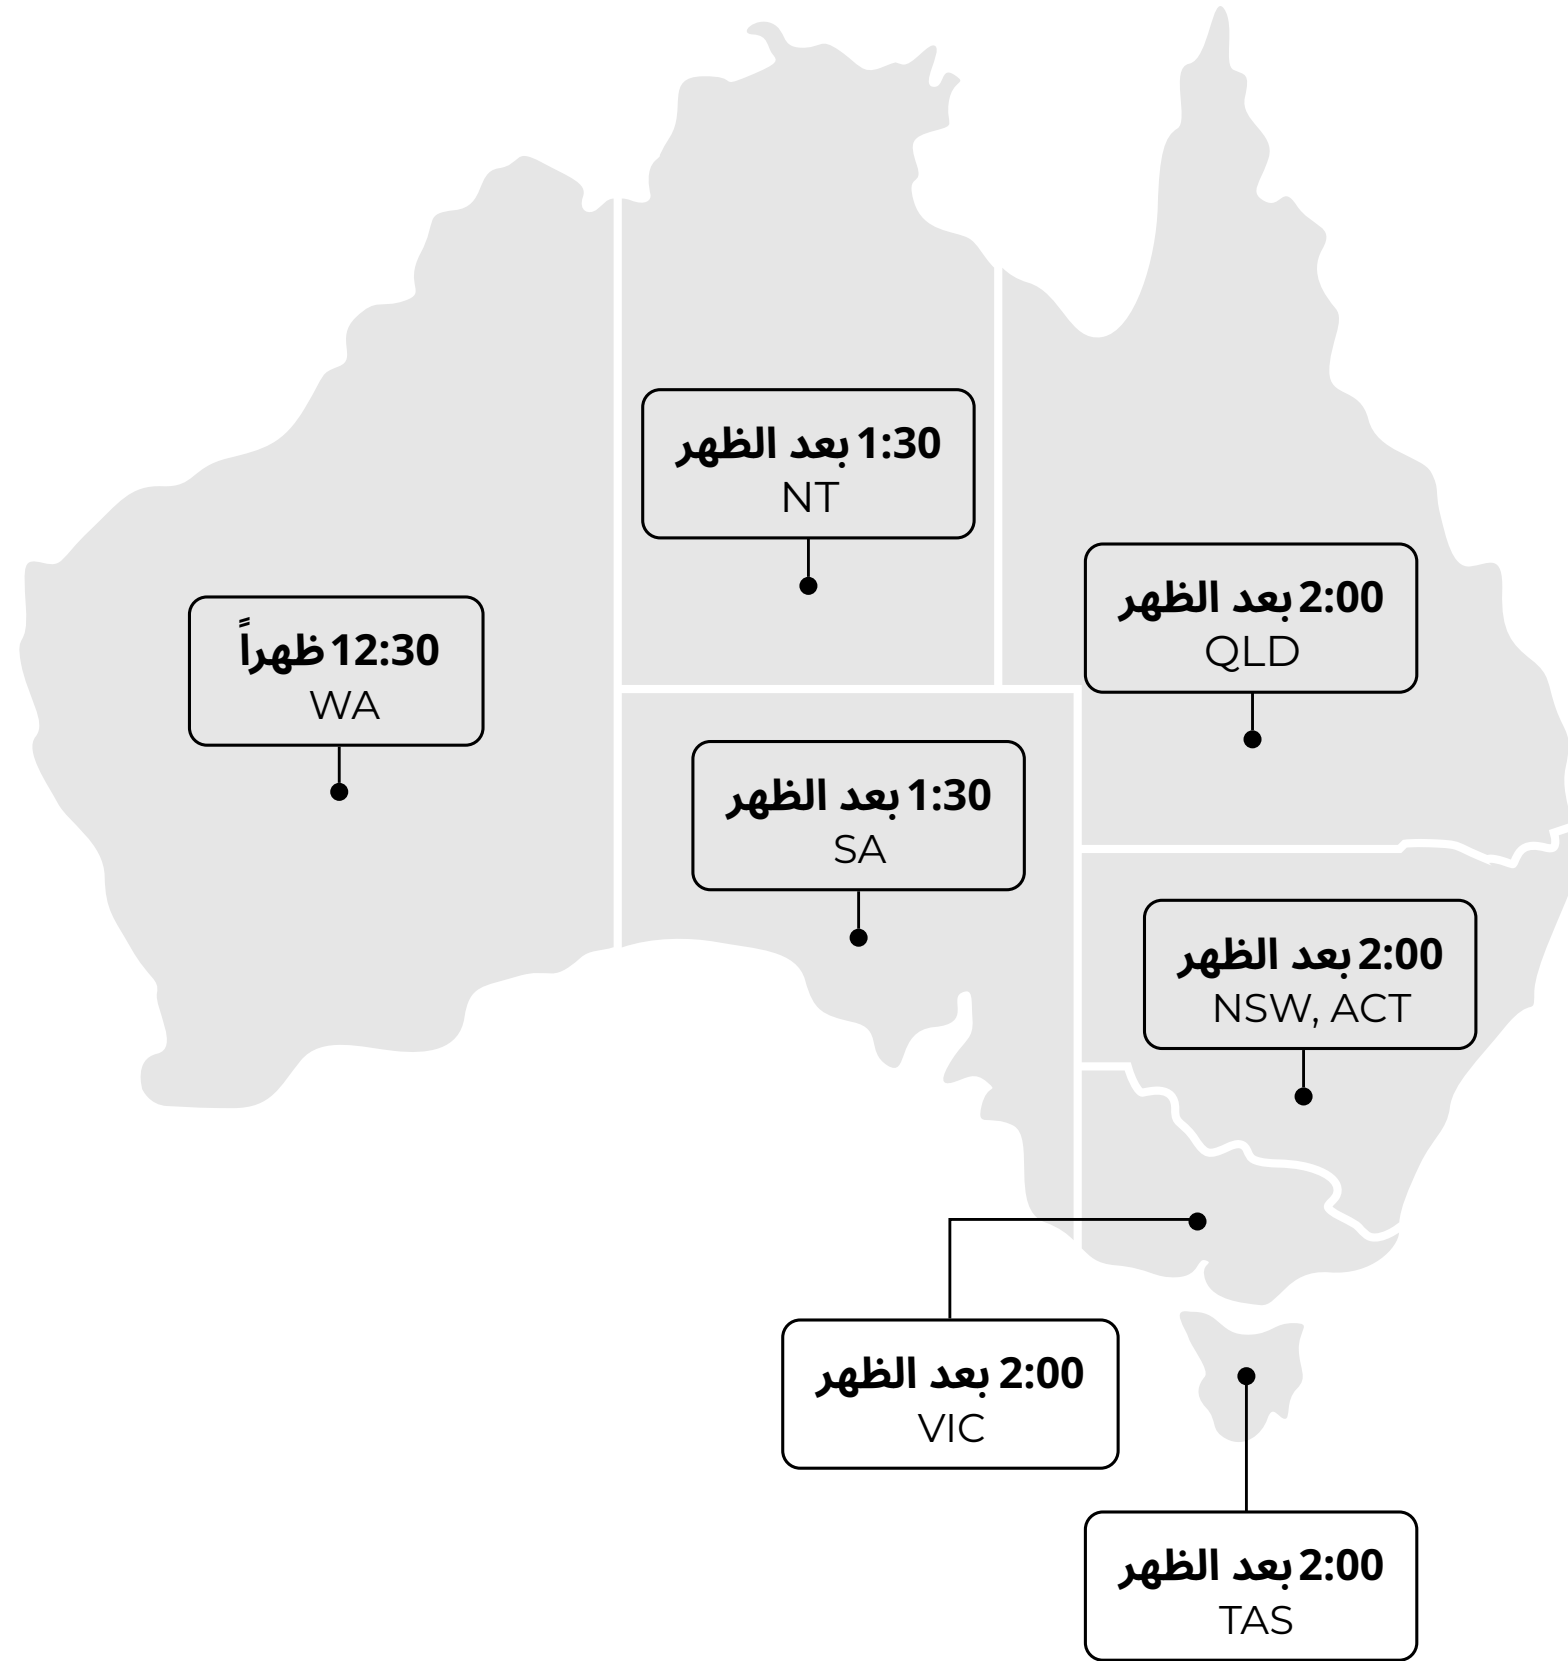 1:30 بعد الظهر
NT
2:00 بعد الظهر
QLD
12:30 ظهراً
WA
1:30 بعد الظهر
SA
2:00 بعد الظهر
NSW, ACT
2:00 بعد الظهر
VIC
2:00 بعد الظهر
TAS